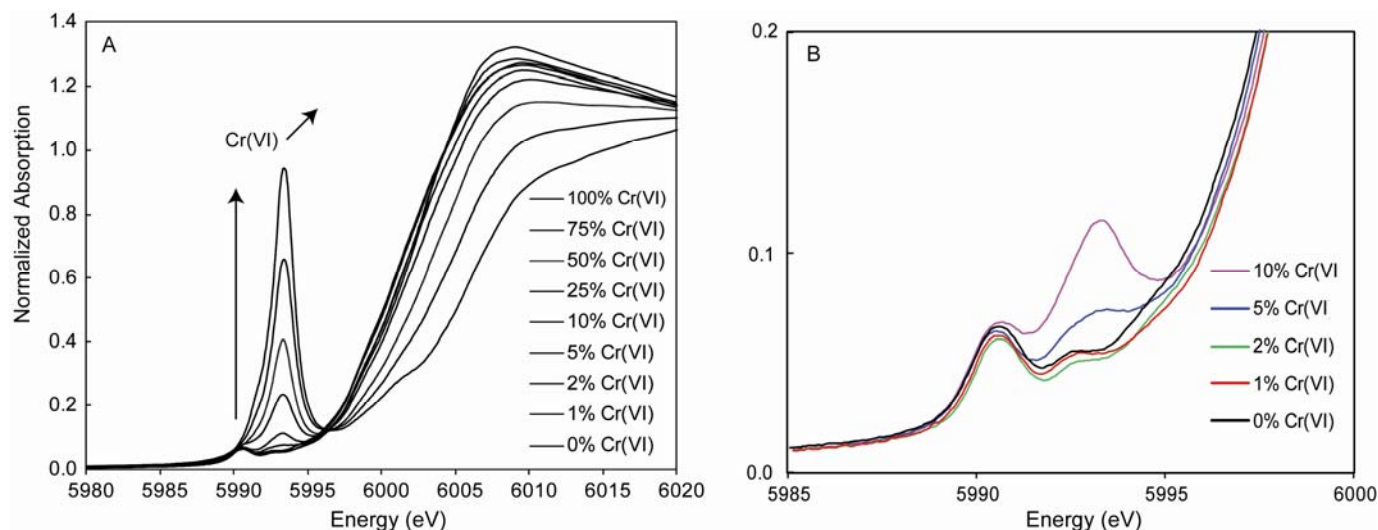 A
1.4
1.2
1.0
0.8
0.6
0.4
0.2
0.0
Normalized Absorption
Cr(VI)
100% Cr(VI)
75% Cr(VI)
50% Cr(VI)
25% Cr(VI)
10% Cr(VI)
5% Cr(VI)
2% Cr(VI)
1% Cr(VI)
0% Cr(VI)
5980 5985 5990 5995 6000 6005 6010 6015 6020
Energy (eV)
B
0.2
0.1
0.0
10% Cr(VI
5% Cr(VI
2% Cr(VI)
1% Cr(VI)
0% Cr(VI)
5985 5990 5995 6000
Energy (eV)